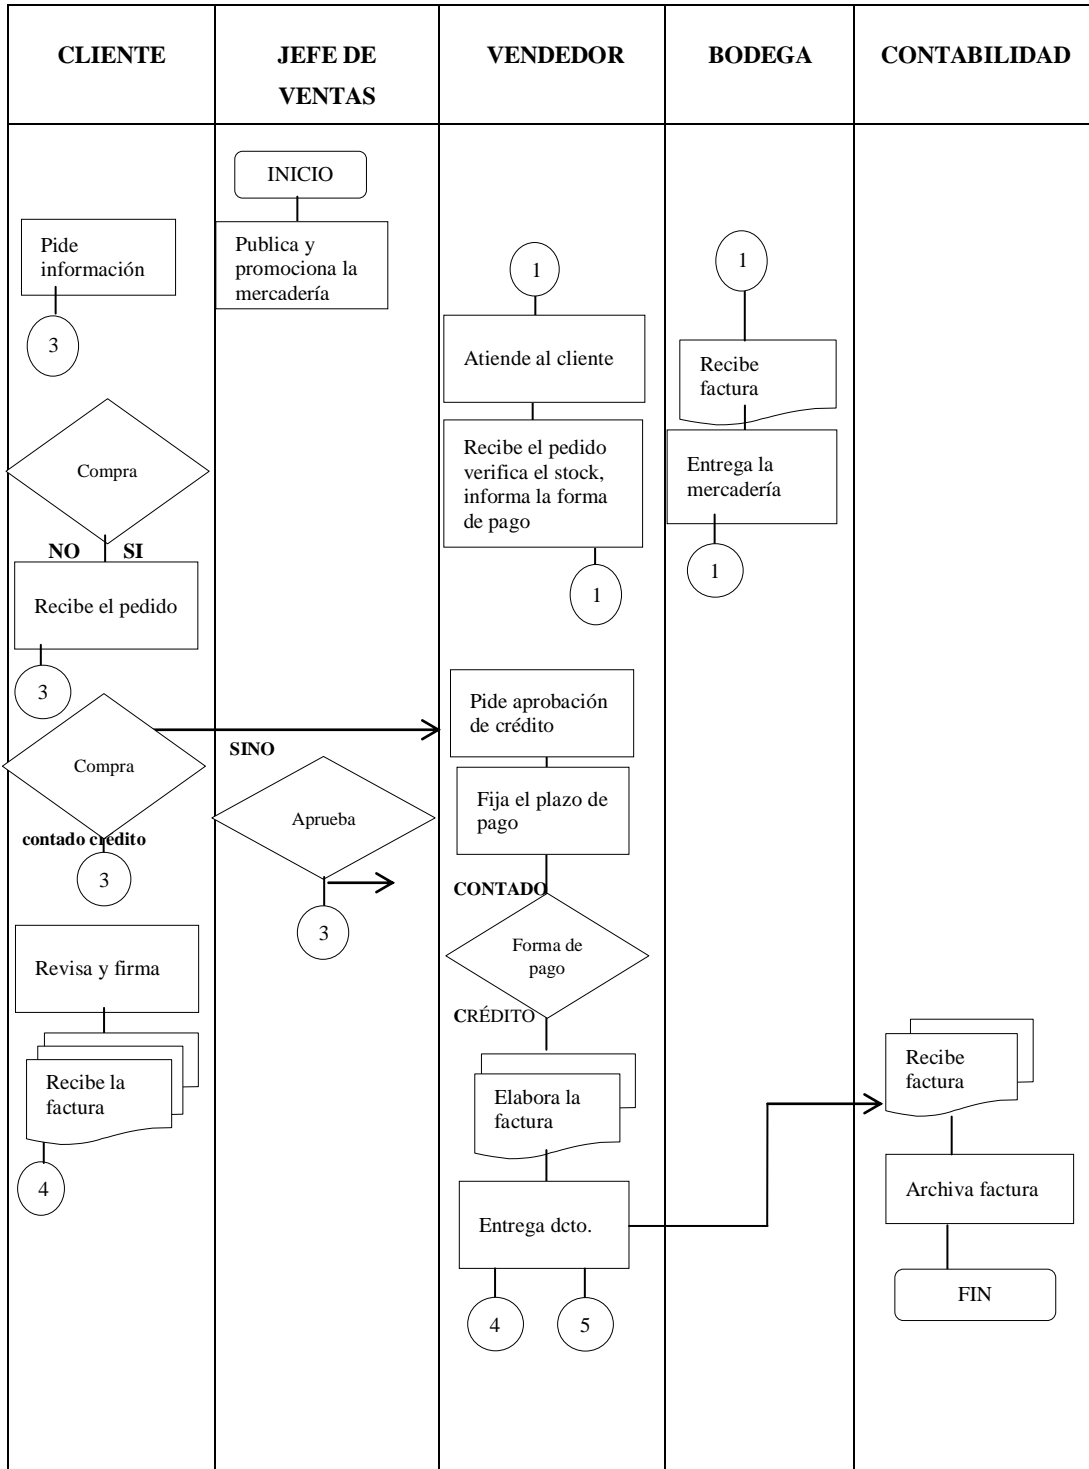 CLIENTE
JEFE DE
VENTAS
VENDEDOR
BODEGA
CONTABILIDAD
Pide
información
3
Compra
NO SI
Recibe el pedido
3
Compra
contado crédito
3
Revisa y firma
Recibe la
factura
4
INICIO
Publica y
promociona la
mercadería
SINO
Aprueba
3
1
Atiende al cliente
Recibe el pedido
verifica el stock,
informa la forma
de pago
1
Pide aprobación
de crédito
Fija el plazo de
pago
CONTADO
Forma de
pago
CRÉDITO
Elabora la
factura
Entrega dcto.
4
5
1
Recibe
factura
Entrega la
mercadería
1
Recibe
factura
Archiva factura
FIN